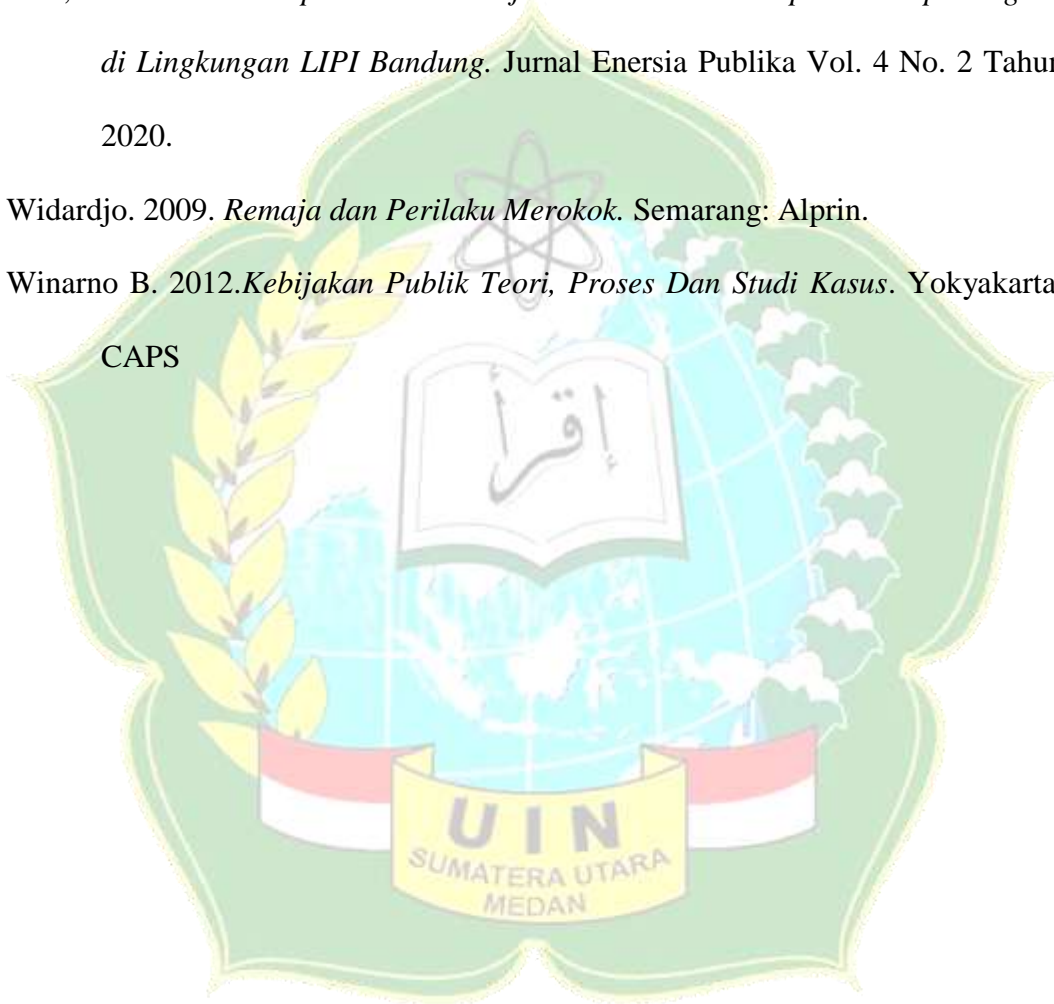 di Lingkungan LIPI Bandung. Jurnal Enersia Publika Vol. 4 No. 2 Tahun
2020.
Widardjo. 2009. Remaja dan Perilaku Merokok. Semarang: Alprin.
Winarno B. 2012.Kebijakan Publik Teori, Proses Dan Studi Kasus. Yokyakarta
CAPS
إقرأ
UIN
SUMATERA UTARA
MEDAN